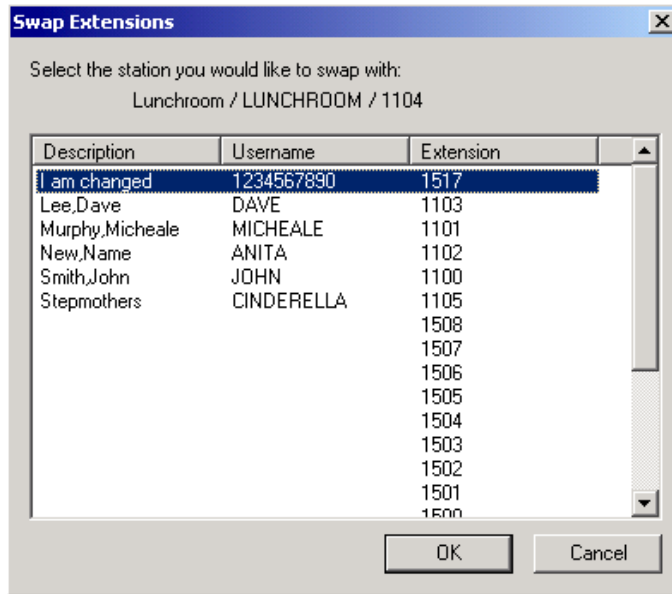 Swap Extensions
Select the station you would like to swap with:
Lunchroom / LUNCHROOM / 1104
Description Username Extension
I am changed 1234567890 1517
Lee,Dave DAVE 1103
Murphy,Micheale MICHEALE 1101
New,Name ANITA 1102
Smith,John JOHN 1100
Stepmothers CINDERELLA 1105
1508
1507
1506
1505
1504
1503
1502
1501
1500
OK Cancel